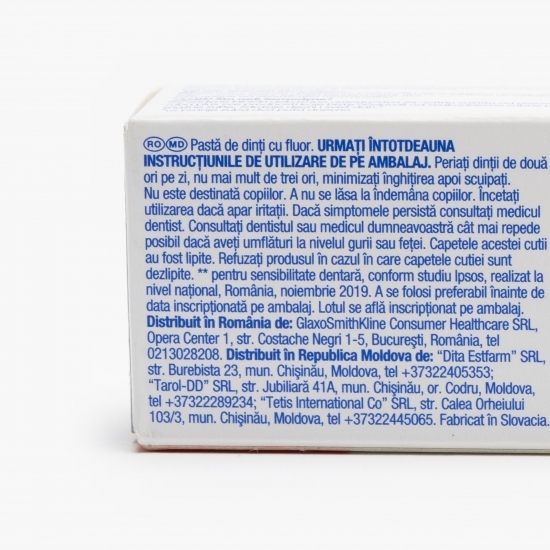 RO MD Pastă de dinți cu fluor. URMAȚI ÎNTOTDEAUNA
INSTRUCȚIUNILE DE UTILIZARE DE PE AMBALAJ. Periați dinții de două
ori pe zi, nu mai mult de trei ori, minimizați înghițirea apoi scuipați.
Nu este destinată copiilor. A nu se lăsa la îndemâna copiilor. Încetați
utilizarea dacă apar iritații. Dacă simptomele persistă consultați medicul
dentist. Consultați dentistul sau medicul dumneavoastră cât mai repede
posibil dacă aveți umflături la nivelul gurii sau feței. Capetele acestei cutii
au fost lipite. Refuzați produsul în cazul în care capetele cutiei sunt
dezlipite. ** pentru sensibilitate dentară, conform studiu Ipsos, realizat la
nivel național, România, noiembrie 2019. A se folosi preferabil înainte de
data inscripționată pe ambalaj. Lotul se află inscripționat pe ambalaj.
Distribuit în România de: GlaxoSmithKline Consumer Healthcare SRL,
Opera Center 1, str. Costache Negri 1-5, București, România, tel
0213028208. Distribuit în Republica Moldova de: “Dita Estfarm” SRL,
str. Burebista 23, mun. Chișinău, Moldova, tel +37322405353;
“Tarol-DD” SRL, str. Jubiliară 41A, mun. Chișinău, or. Codru, Moldova,
tel +37322289234; “Tetis International Co” SRL, str. Calea Orheiului
103/3, mun. Chișinău, Moldova, tel +37322445065. Fabricat în Slovacia.